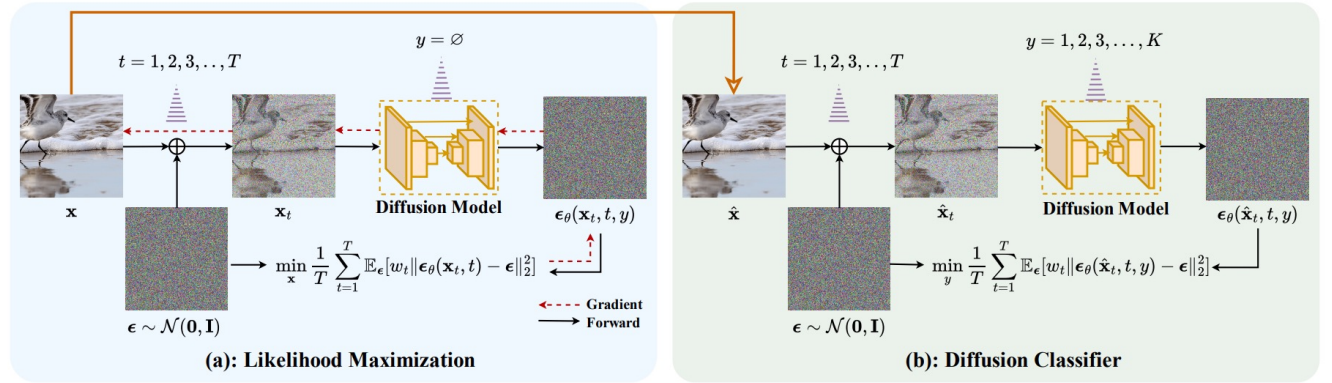 t = 1, 2, 3, . . , T
y = ∅
x
x_t
Diffusion Model
ϵ_θ(x_t, t, y)
min_x 1/T ∑_{t=1}^{T} 𝔼_ϵ[w_t‖ϵ_θ(x_t, t) − ϵ‖_2^2]
ϵ ∼ 𝒩(0, I)
Gradient
Forward
(a): Likelihood Maximization
t = 1, 2, 3, . . , T
y = 1, 2, 3, . . . , K
x̂
x̂_t
Diffusion Model
ϵ_θ(x̂_t, t, y)
min_y 1/T ∑_{t=1}^{T} 𝔼_ϵ[w_t‖ϵ_θ(x̂_t, t, y) − ϵ‖_2^2]
ϵ ∼ 𝒩(0, I)
(b): Diffusion Classifier